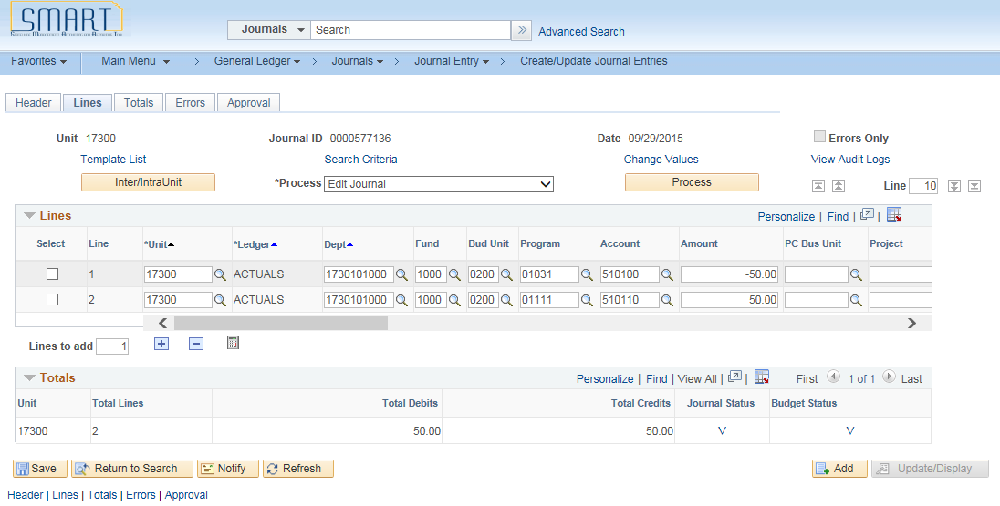 SMART
Journals Search Advanced Search
Favorites Main Menu > General Ledger > Journals > Journal Entry > Create/Update Journal Entries
Header Lines Totals Errors Approval
Unit 17300 Journal ID 0000577136 Date 09/29/2015 Errors Only
Template List Search Criteria Change Values View Audit Logs
Inter/IntraUnit *Process Edit Journal Process Line 10
Lines Personalize | Find | |
Select Line *Unit *Ledger Dept Fund Bud Unit Program Account Amount PC Bus Unit Project
1 17300 ACTUALS 1730101000 1000 0200 01031 510100 -50.00
2 17300 ACTUALS 1730101000 1000 0200 01111 510110 50.00
Lines to add 1
Totals Personalize | Find | View All | | First 1 of 1 Last
Unit Total Lines Total Debits Total Credits Journal Status Budget Status
17300 2 50.00 50.00 V V
Save Return to Search Notify Refresh Add Update/Display
Header | Lines | Totals | Errors | Approval